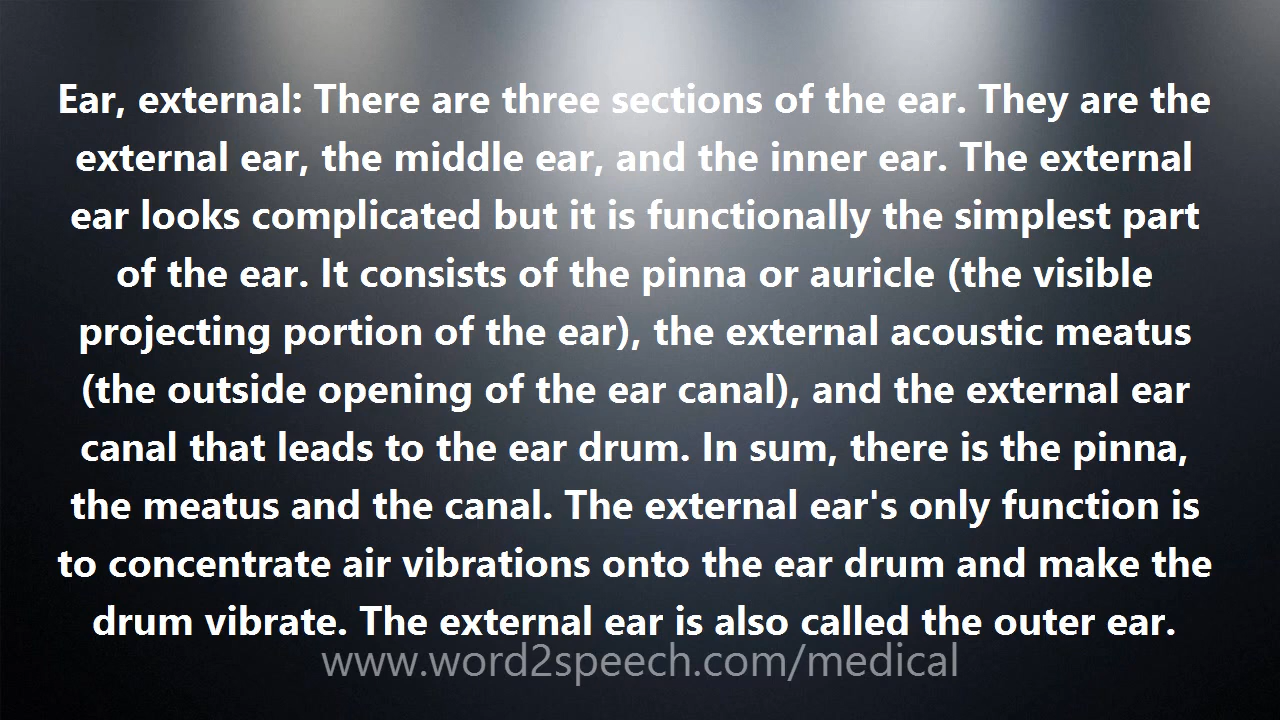 Ear, external: There are three sections of the ear. They are the
external ear, the middle ear, and the inner ear. The external
ear looks complicated but it is functionally the simplest part
of the ear. It consists of the pinna or auricle (the visible
projecting portion of the ear), the external acoustic meatus
(the outside opening of the ear canal), and the external ear
canal that leads to the ear drum. In sum, there is the pinna,
the meatus and the canal. The external ear's only function is
to concentrate air vibrations onto the ear drum and make the
drum vibrate. The external ear is also called the outer ear.
www.word2speech.com/medical